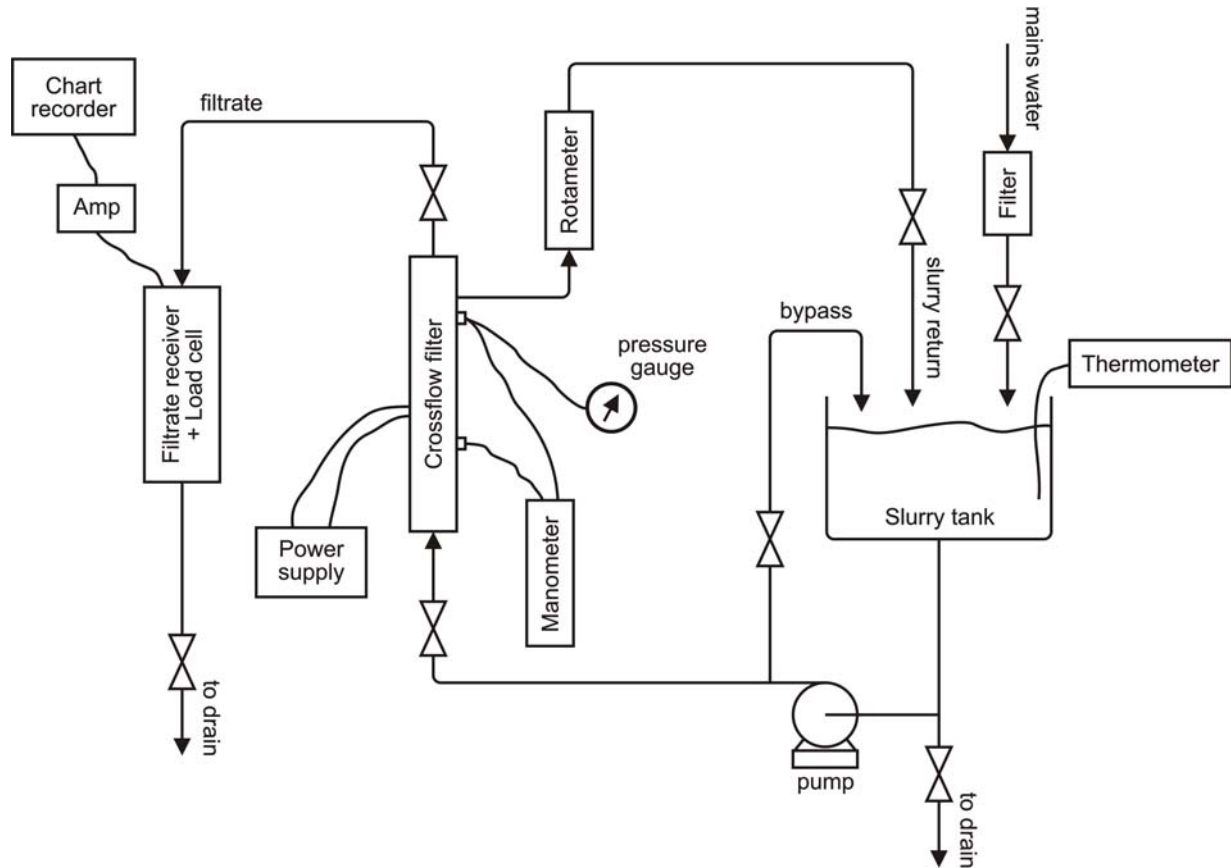 Chart
recorder
filtrate
Amp
Filtrate receiver
+ Load cell
to drain
Power
supply
Crossflow filter
Manometer
pressure
gauge
Rotameter
bypass
slurry
return
mains water
Filter
Thermometer
Slurry tank
pump
to drain